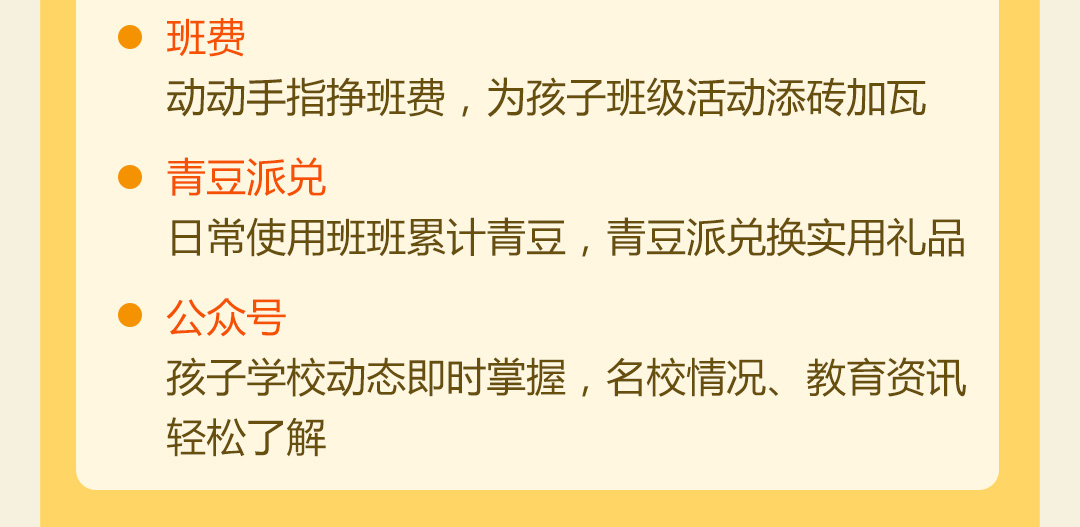 班费
动动手指挣班费，为孩子班级活动添砖加瓦
青豆派兑
日常使用班班累计青豆，青豆派兑换实用礼品
公众号
孩子学校动态即时掌握，名校情况、教育资讯
轻松了解